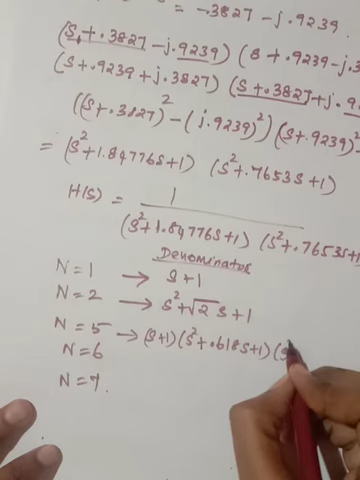 = -.3827 - j.9239.
(S+.3827 - j.9239) (S+.9239 - j.3
(S+.9239 + j.3827) (S+.3827 + j.9
((S+.3827)² - (j.9239)²) (S+.9239)² -
= (S² + 1.84776S+1) (S² + .7653S+1)
H(S) = 1 / (S²+1.84776S+1) (S²+.7653S+1
Denominator
N=1 → S+1
N=2 → S²+√2 S+1
N=5 → (S+1)(S²+.618S+1)(S
N=6
N=7.